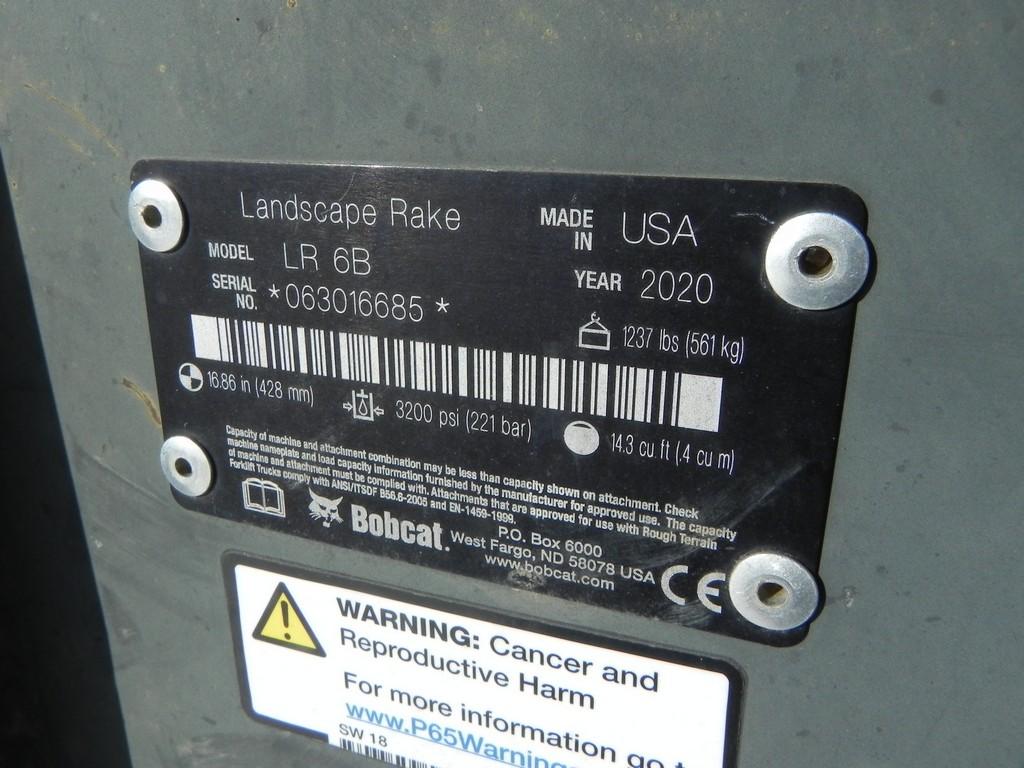 Landscape Rake
MADE IN USA
MODEL LR 6B
YEAR 2020
SERIAL NO. *063016685*
1237 lbs (561 kg)
16.86 in (428 mm)
3200 psi (221 bar)
14.3 cu ft (.4 cu m)
Capacity of machine and attachment combination may be less than capacity shown on attachment. Check
machine nameplate and load capacity information furnished by the manufacturer for approved use. The capacity
of machine and attachment must be complied with. Attachments that are approved for use with Rough Terrain
Forklift Trucks comply with ANSI/ITSDF B56.6-2005 and EN-1459-1999.
Bobcat.
P.O. Box 6000
West Fargo, ND 58078 USA
www.bobcat.com
CE
WARNING: Cancer and
Reproductive Harm
For more information go
www.P65Warning
SW 18